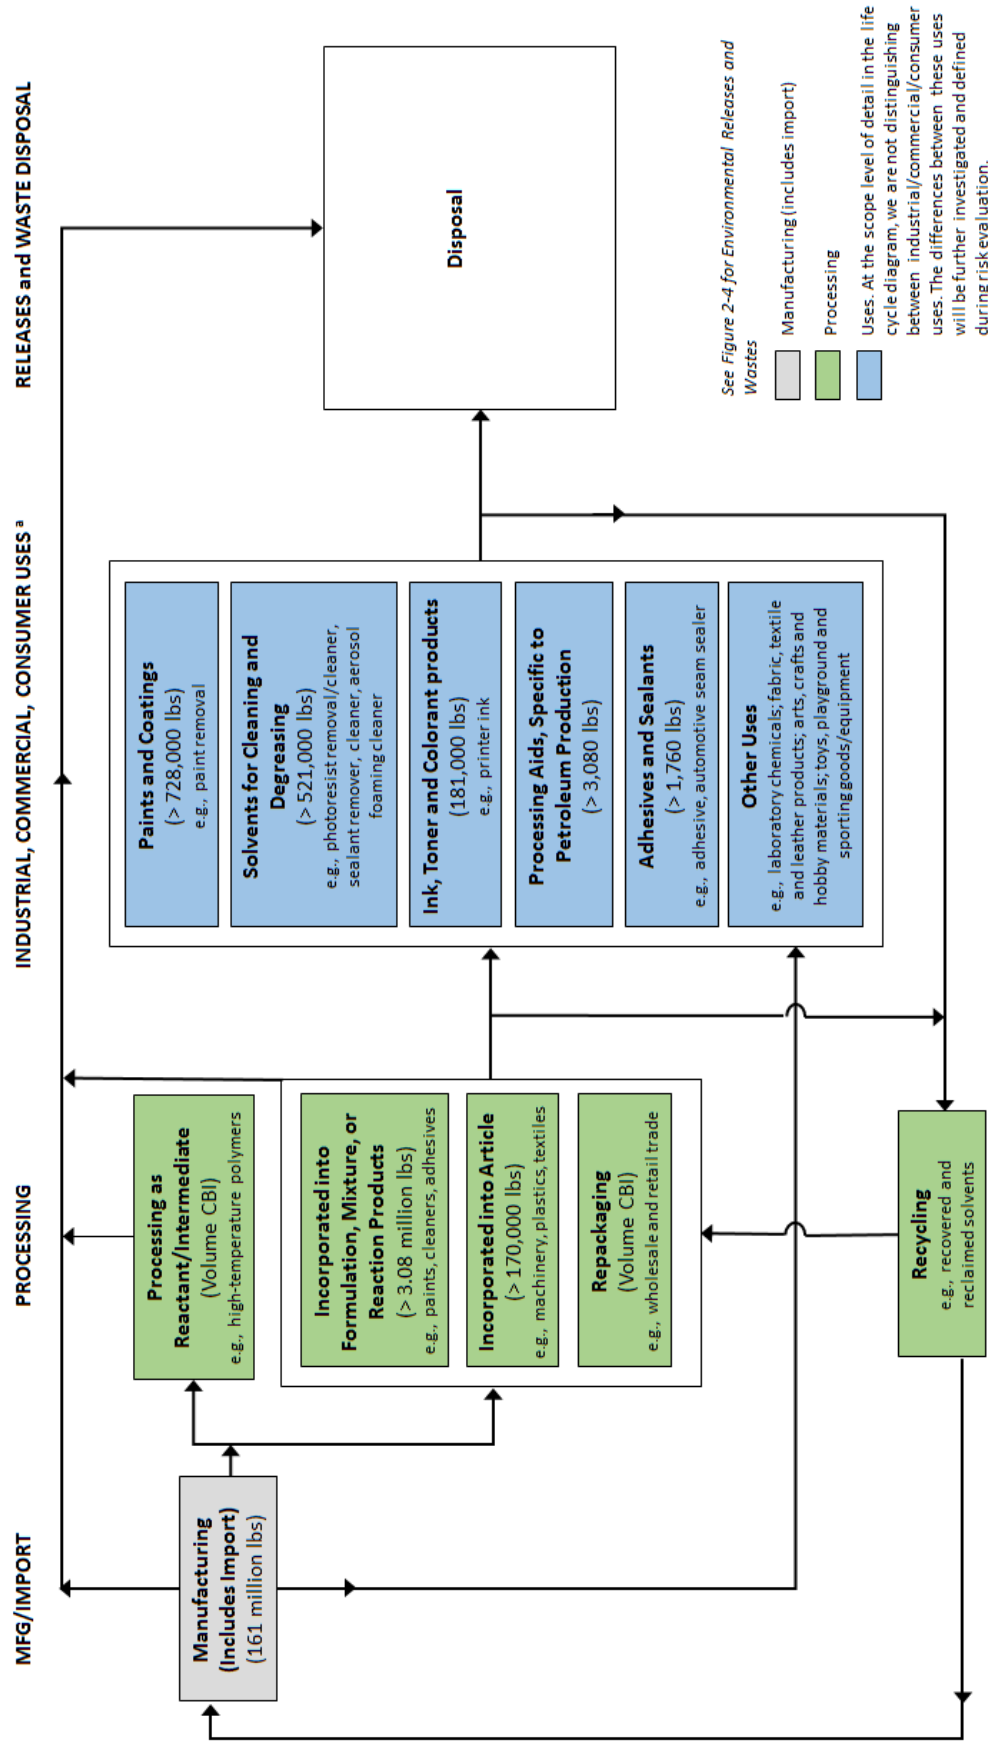 MFG/IMPORT
PROCESSING
INDUSTRIAL, COMMERCIAL, CONSUMER USES ᵃ
RELEASES and WASTE DISPOSAL
Manufacturing
(Includes Import)
(161 million lbs)
Processing as
Reactant/Intermediate
(Volume CBI)
e.g., high-temperature polymers
Incorporated into
Formulation, Mixture, or
Reaction Products
(> 3.08 million lbs)
e.g., paints, cleaners, adhesives
Incorporated into Article
(> 170,000 lbs)
e.g., machinery, plastics, textiles
Repackaging
(Volume CBI)
e.g., wholesale and retail trade
Recycling
e.g., recovered and
reclaimed solvents
Paints and Coatings
(> 728,000 lbs)
e.g., paint removal
Solvents for Cleaning and
Degreasing
(> 521,000 lbs)
e.g., photoresist removal/cleaner,
sealant remover, cleaner, aerosol
foaming cleaner
Ink, Toner and Colorant products
(181,000 lbs)
e.g., printer ink
Processing Aids, Specific to
Petroleum Production
(> 3,080 lbs)
Adhesives and Sealants
(> 1,760 lbs)
e.g., adhesive, automotive seam sealer
Other Uses
e.g., laboratory chemicals; fabric, textile
and leather products; arts, crafts and
hobby materials; toys, playground and
sporting goods/equipment
Disposal
See Figure 2-4 for Environmental Releases and
Wastes
Manufacturing (includes import)
Processing
Uses. At the scope level of detail in the life
cycle diagram, we are not distinguishing
between industrial/commercial/consumer
uses. The differences between these uses
will be further investigated and defined
during risk evaluation.